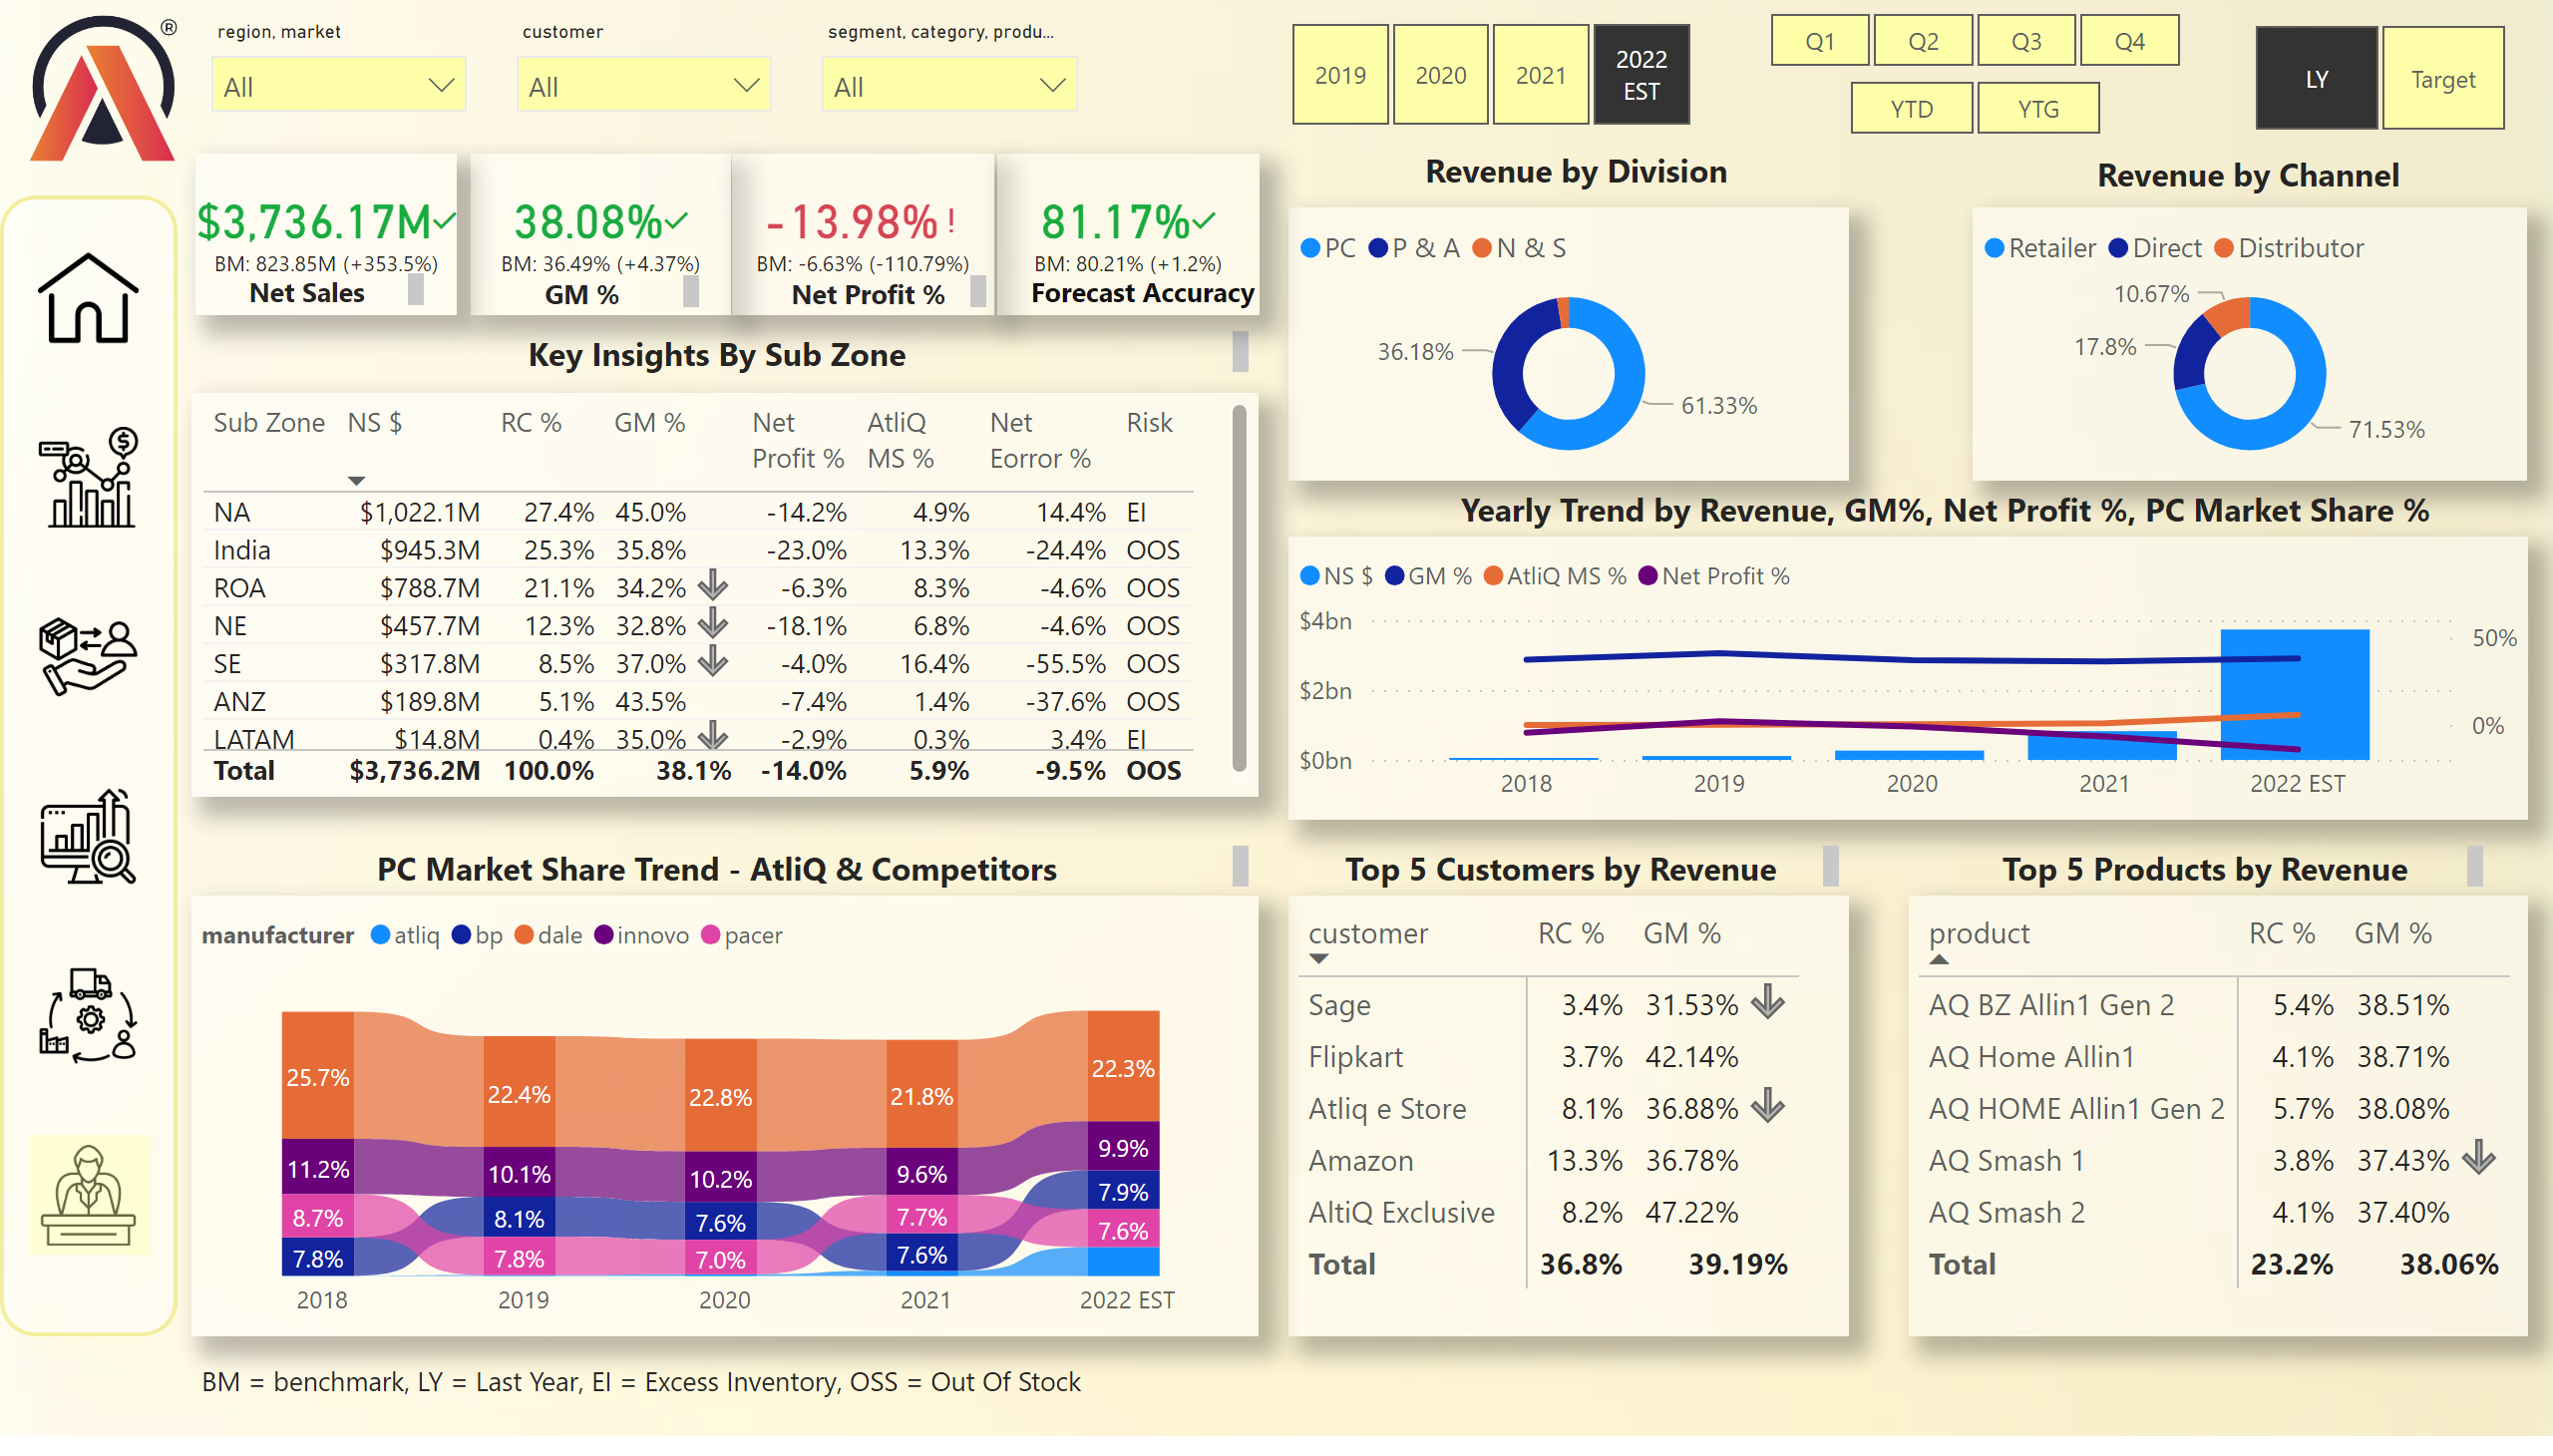 ®
region, market
customer
segment, category, produ...
All
All
All
2019
2020
2021
2022 EST
Q1
Q2
Q3
Q4
YTD
YTG
LY
Target
$3,736.17M
BM: 823.85M (+353.5%)
Net Sales
38.08%
BM: 36.49% (+4.37%)
GM %
-13.98% !
BM: -6.63% (-110.79%)
Net Profit %
81.17%
BM: 80.21% (+1.2%)
Forecast Accuracy
Revenue by Division
PC P & A N & S
36.18%
61.33%
Revenue by Channel
Retailer Direct Distributor
10.67%
17.8%
71.53%
Key Insights By Sub Zone
Sub Zone NS $ RC % GM % Net Profit % AtliQ MS % Net Eorror % Risk
NA $1,022.1M 27.4% 45.0% -14.2% 4.9% 14.4% EI
India $945.3M 25.3% 35.8% -23.0% 13.3% -24.4% OOS
ROA $788.7M 21.1% 34.2% -6.3% 8.3% -4.6% OOS
NE $457.7M 12.3% 32.8% -18.1% 6.8% -4.6% OOS
SE $317.8M 8.5% 37.0% -4.0% 16.4% -55.5% OOS
ANZ $189.8M 5.1% 43.5% -7.4% 1.4% -37.6% OOS
LATAM $14.8M 0.4% 35.0% -2.9% 0.3% 3.4% EI
Total $3,736.2M 100.0% 38.1% -14.0% 5.9% -9.5% OOS
Yearly Trend by Revenue, GM%, Net Profit %, PC Market Share %
NS $ GM % AtliQ MS % Net Profit %
$4bn
$2bn
$0bn
50%
0%
2018 2019 2020 2021 2022 EST
PC Market Share Trend - AtliQ & Competitors
manufacturer atliq bp dale innovo pacer
25.7% 22.4% 22.8% 21.8% 22.3%
11.2% 10.1% 10.2% 9.6% 9.9%
8.7% 8.1% 7.6% 7.7% 7.9%
7.8% 7.8% 7.0% 7.6% 7.6%
2018 2019 2020 2021 2022 EST
Top 5 Customers by Revenue
customer RC % GM %
Sage 3.4% 31.53%
Flipkart 3.7% 42.14%
Atliq e Store 8.1% 36.88%
Amazon 13.3% 36.78%
AltiQ Exclusive 8.2% 47.22%
Total 36.8% 39.19%
Top 5 Products by Revenue
product RC % GM %
AQ BZ Allin1 Gen 2 5.4% 38.51%
AQ Home Allin1 4.1% 38.71%
AQ HOME Allin1 Gen 2 5.7% 38.08%
AQ Smash 1 3.8% 37.43%
AQ Smash 2 4.1% 37.40%
Total 23.2% 38.06%
BM = benchmark, LY = Last Year, EI = Excess Inventory, OSS = Out Of Stock